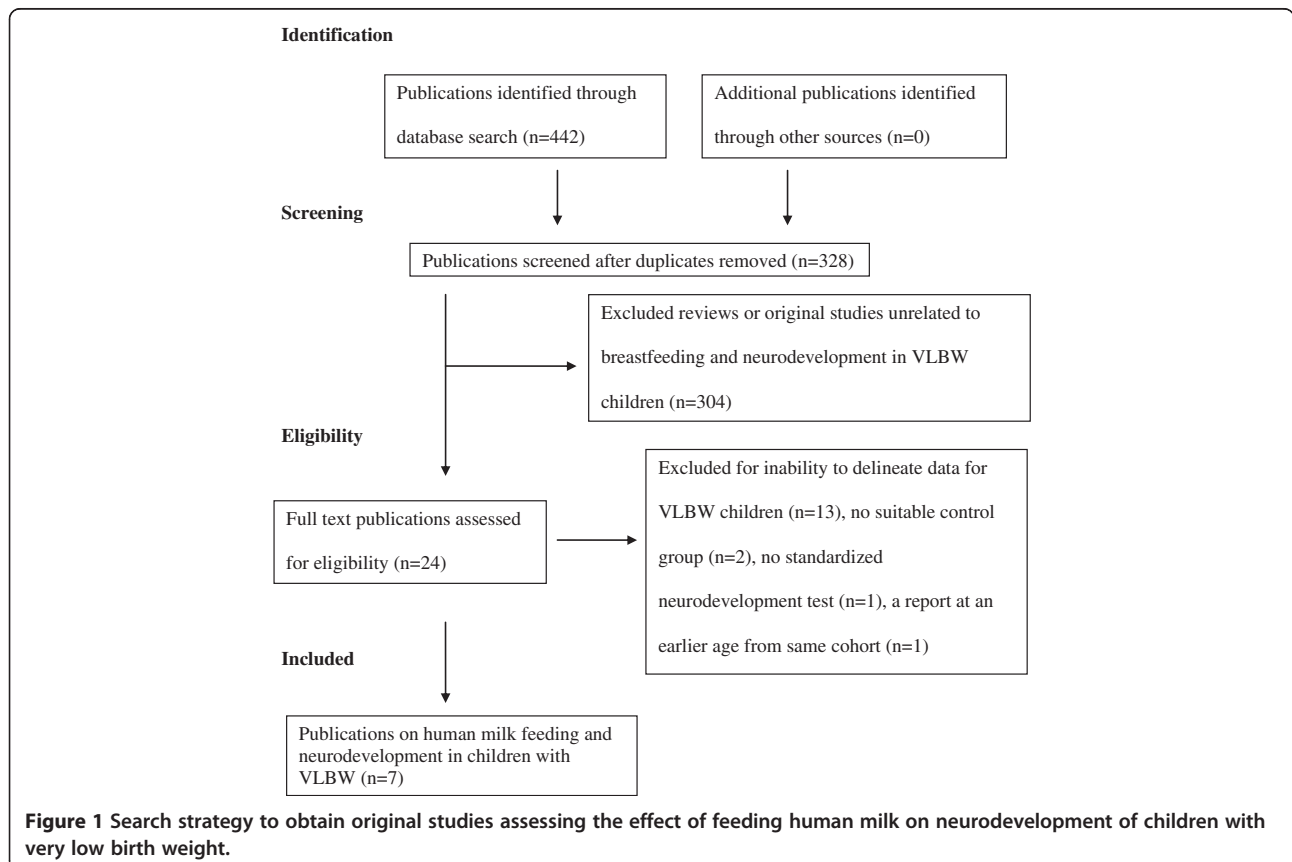 Identification
Publications identified through
database search (n=442)
Additional publications identified
through other sources (n=0)
Screening
Publications screened after duplicates removed (n=328)
Excluded reviews or original studies unrelated to
breastfeeding and neurodevelopment in VLBW
children (n=304)
Eligibility
Full text publications assessed
for eligibility (n=24)
Excluded for inability to delineate data for
VLBW children (n=13), no suitable control
group (n=2), no standardized
neurodevelopment test (n=1), a report at an
earlier age from same cohort (n=1)
Included
Publications on human milk feeding and
neurodevelopment in children with
VLBW (n=7)
Figure 1 Search strategy to obtain original studies assessing the effect of feeding human milk on neurodevelopment of children with
very low birth weight.